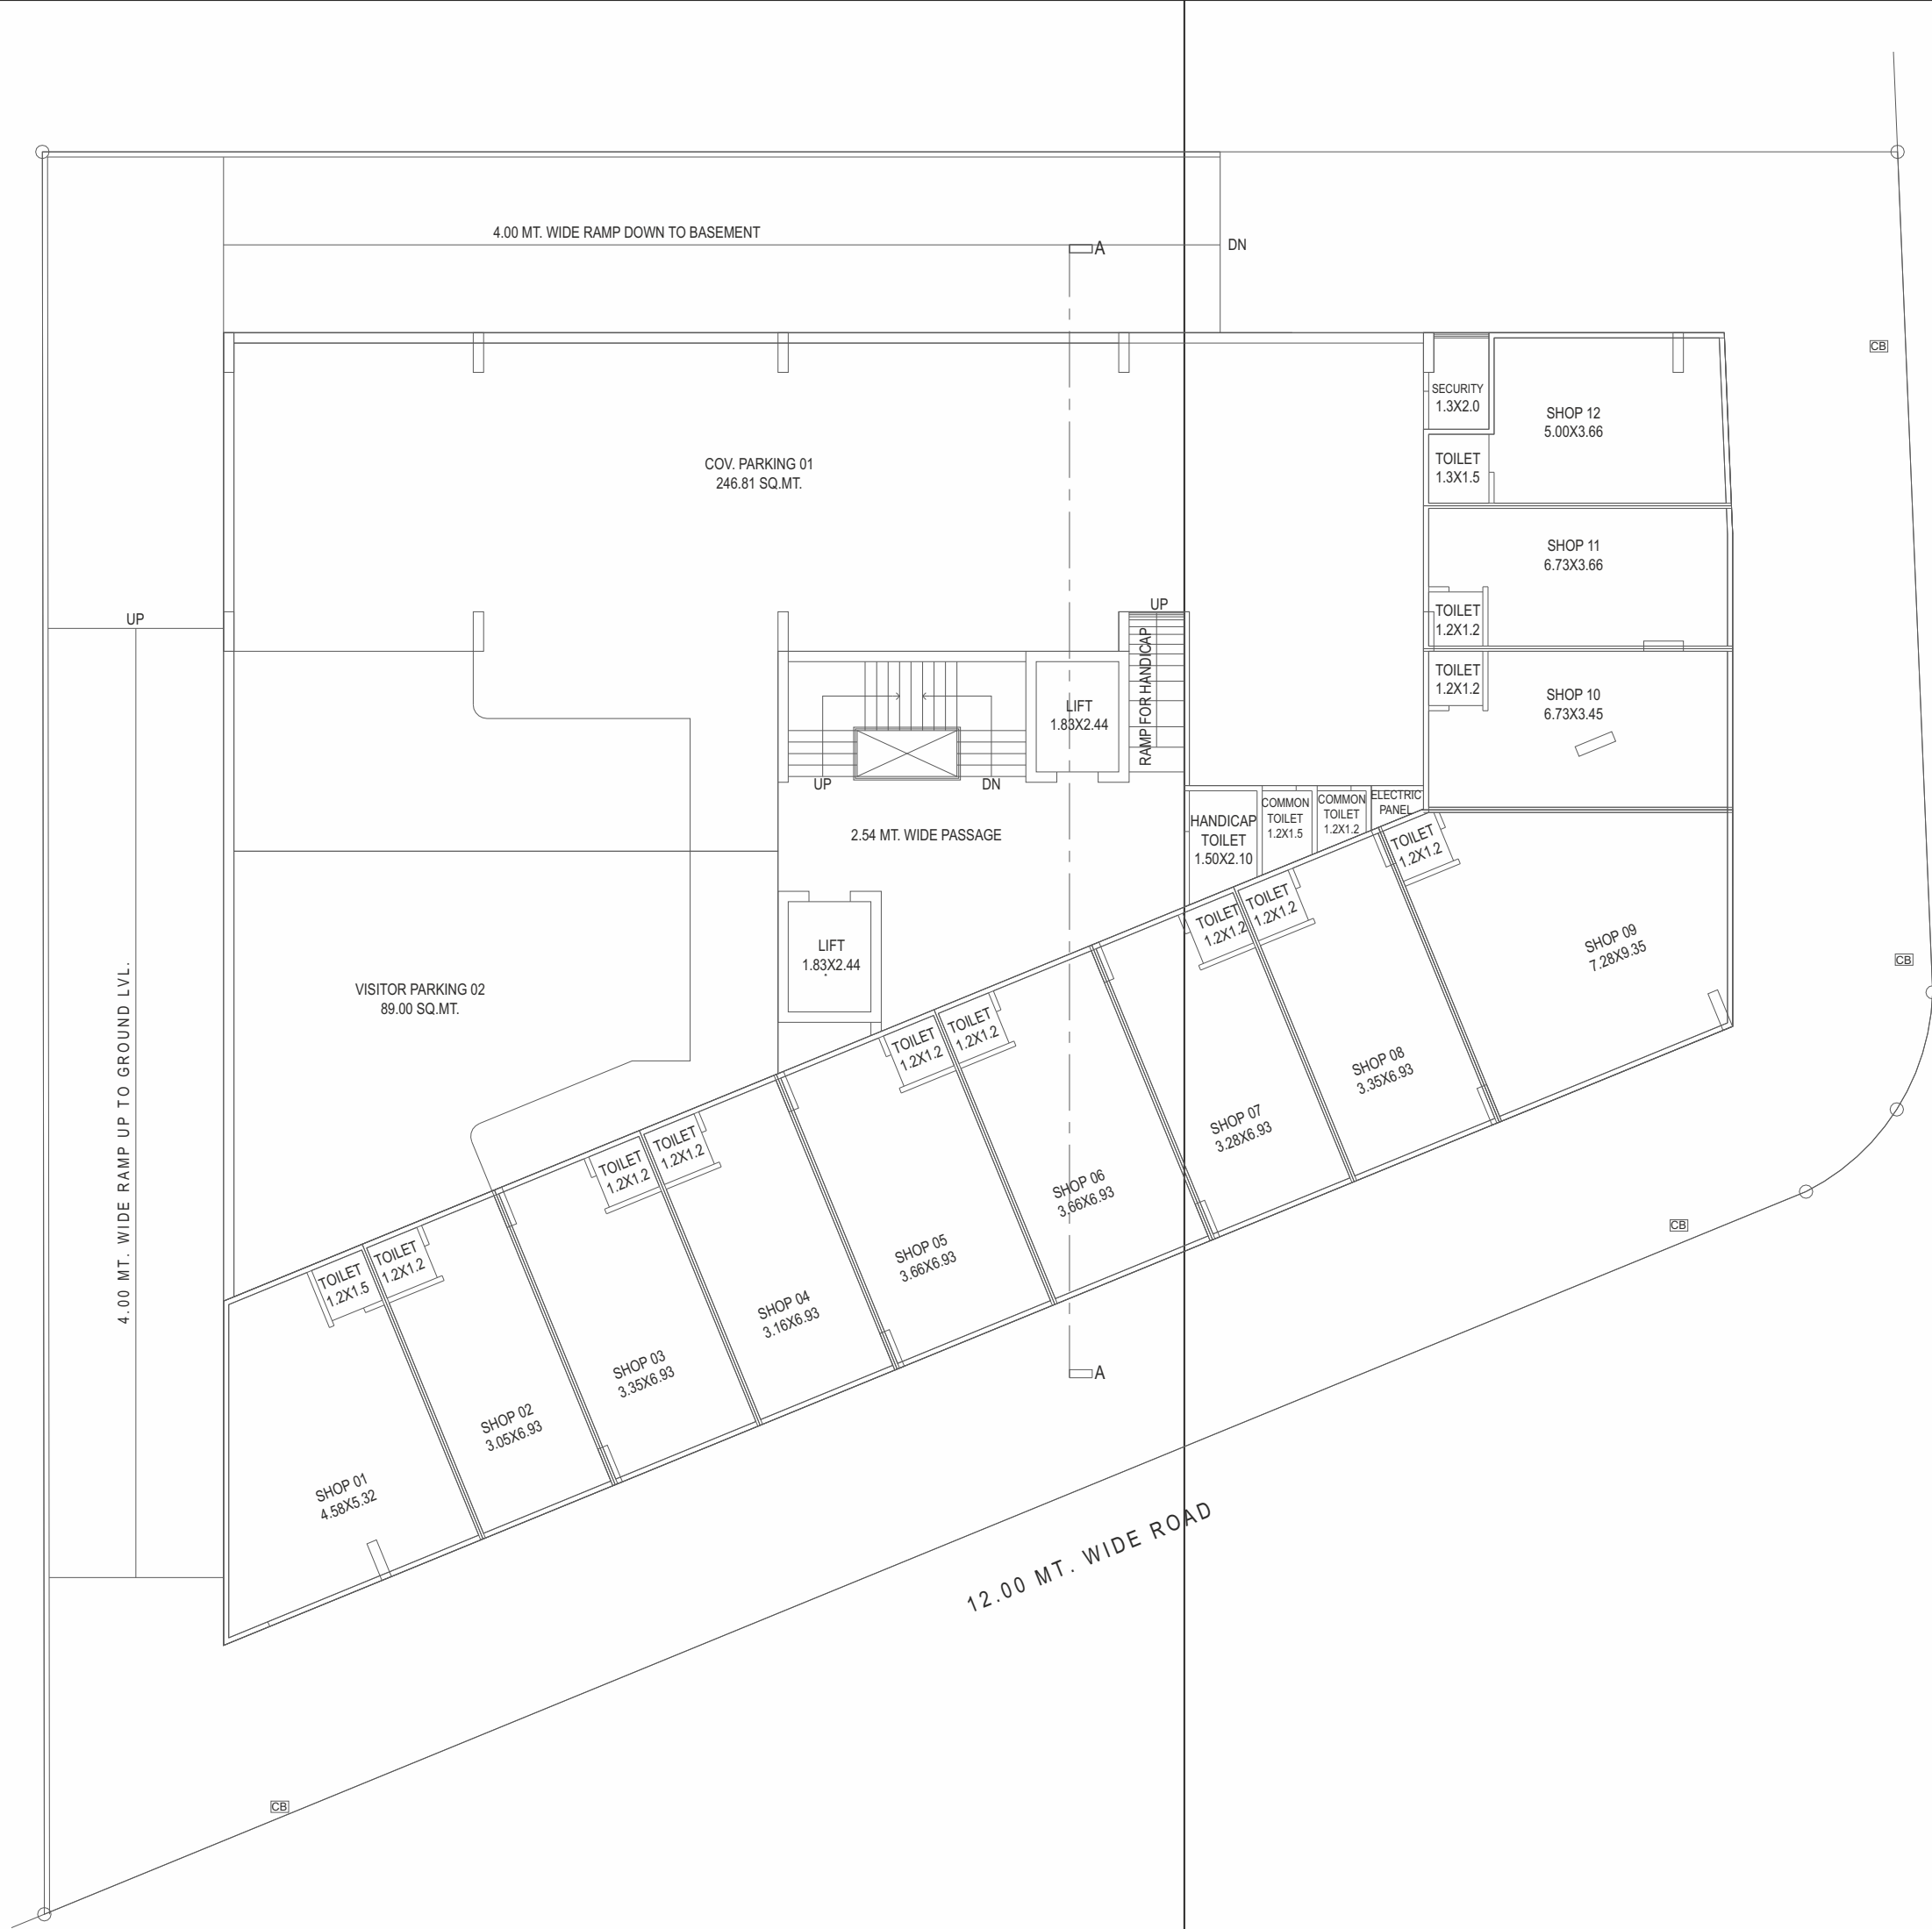 4.00 MT. WIDE RAMP DOWN TO BASEMENT
A
DN
CB
SECURITY
1.3X2.0
SHOP 12
5.00X3.66
COV. PARKING 01
246.81 SQ.MT.
TOILET
1.3X1.5
SHOP 11
6.73X3.66
UP
UP
TOILET
1.2X1.2
RAMP FOR HANDICAP
TOILET
1.2X1.2
SHOP 10
6.73X3.45
LIFT
1.83X2.44
UP
DN
2.54 MT. WIDE PASSAGE
HANDICAP
TOILET
1.50X2.10
COMMON
TOILET
1.2X1.5
COMMON
TOILET
1.2X1.2
ELECTRIC
PANEL
TOILET
1.2X1.2
LIFT
1.83X2.44
TOILET
1.2X1.2
TOILET
1.2X1.2
SHOP 09
7.28X9.35
CB
VISITOR PARKING 02
89.00 SQ.MT.
4.00 MT. WIDE RAMP UP TO GROUND LVL.
TOILET
1.2X1.2
TOILET
1.2X1.2
SHOP 08
3.35X6.93
SHOP 07
3.28X6.93
TOILET
1.2X1.2
TOILET
1.2X1.2
SHOP 06
3.66X6.93
CB
SHOP 05
3.66X6.93
TOILET
1.2X1.5
TOILET
1.2X1.2
SHOP 04
3.16X6.93
SHOP 03
3.35X6.93
A
SHOP 02
3.05X6.93
SHOP 01
4.58X5.32
12.00 MT. WIDE ROAD
CB